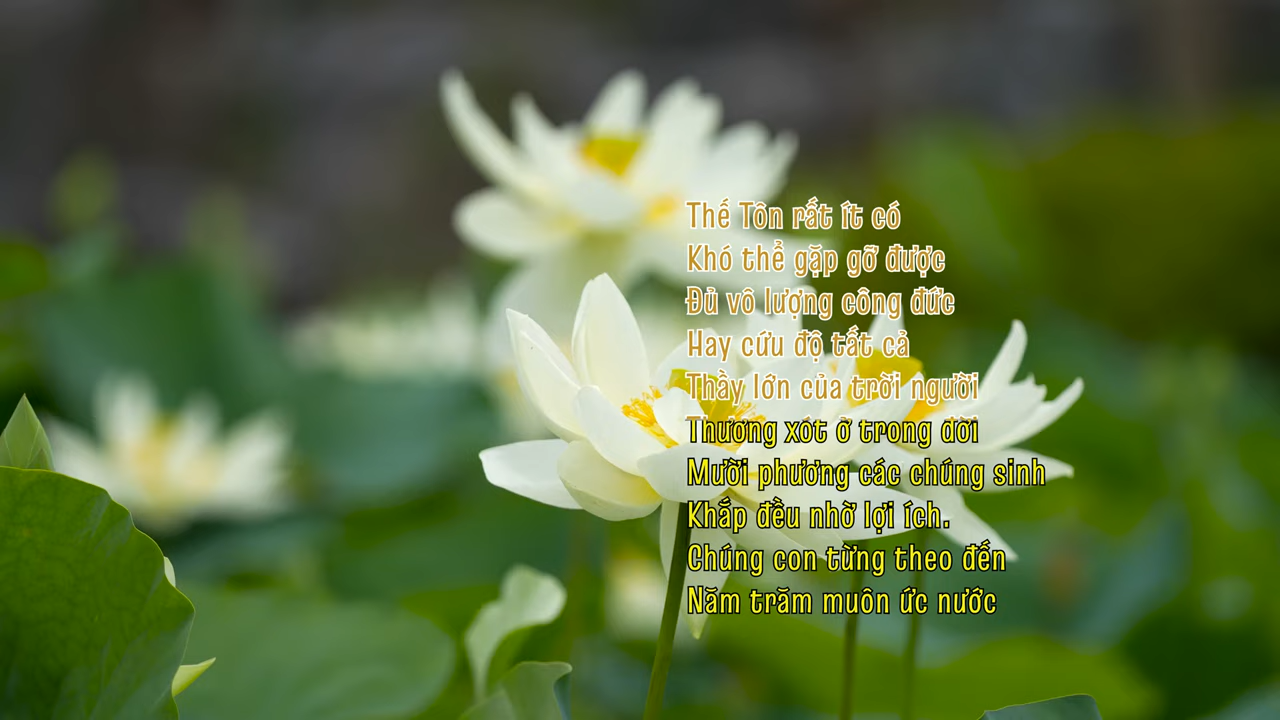 Thế Tôn rất ít có
Khó thể gặp gỡ được
Đủ vô lượng công đức
Hay cứu độ tất cả
Thầy lớn của trời người
Thương xót ở trong đời
Mười phương các chúng sinh
Khắp đều nhờ lợi ích.
Chúng con từng theo đến
Năm trăm muôn ức nước